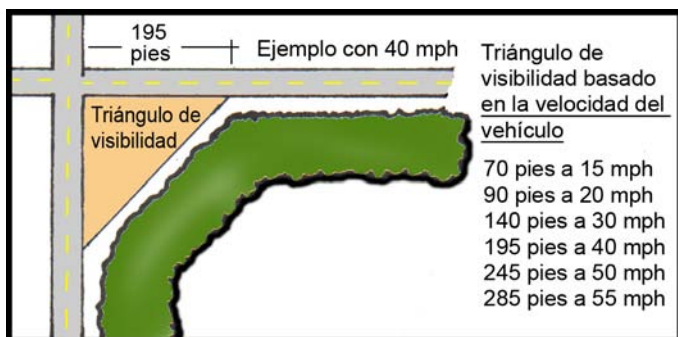 195
pies
Ejemplo con 40 mph
Triángulo de
visibilidad
Triángulo de
visibilidad basado
en la velocidad del
vehículo
70 pies a 15 mph
90 pies a 20 mph
140 pies a 30 mph
195 pies a 40 mph
245 pies a 50 mph
285 pies a 55 mph